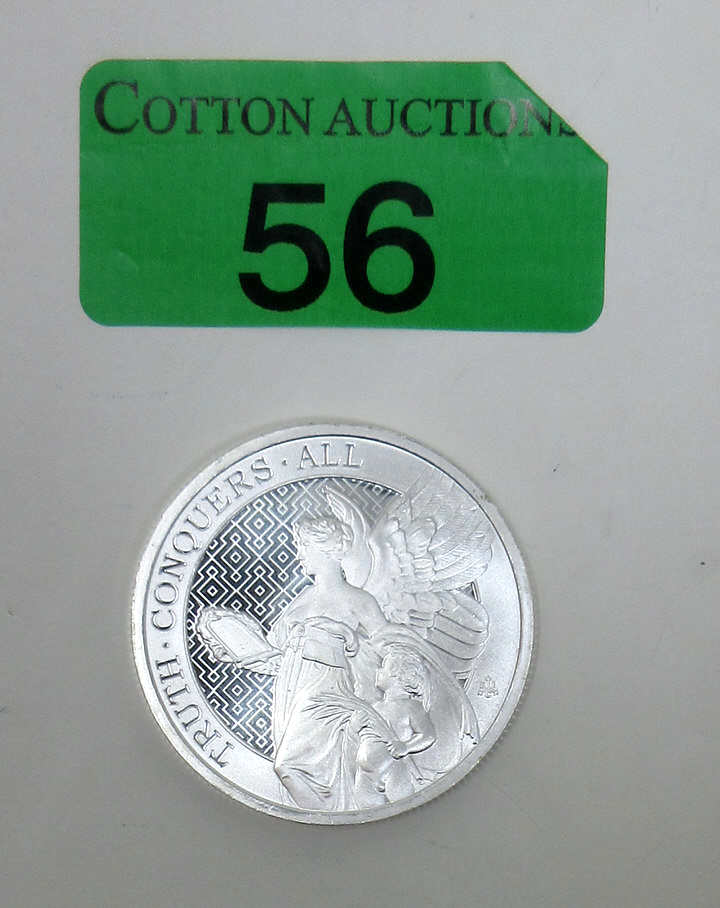 COTTON AUCTIONS
56
TRUTH · CONQUERS · ALL